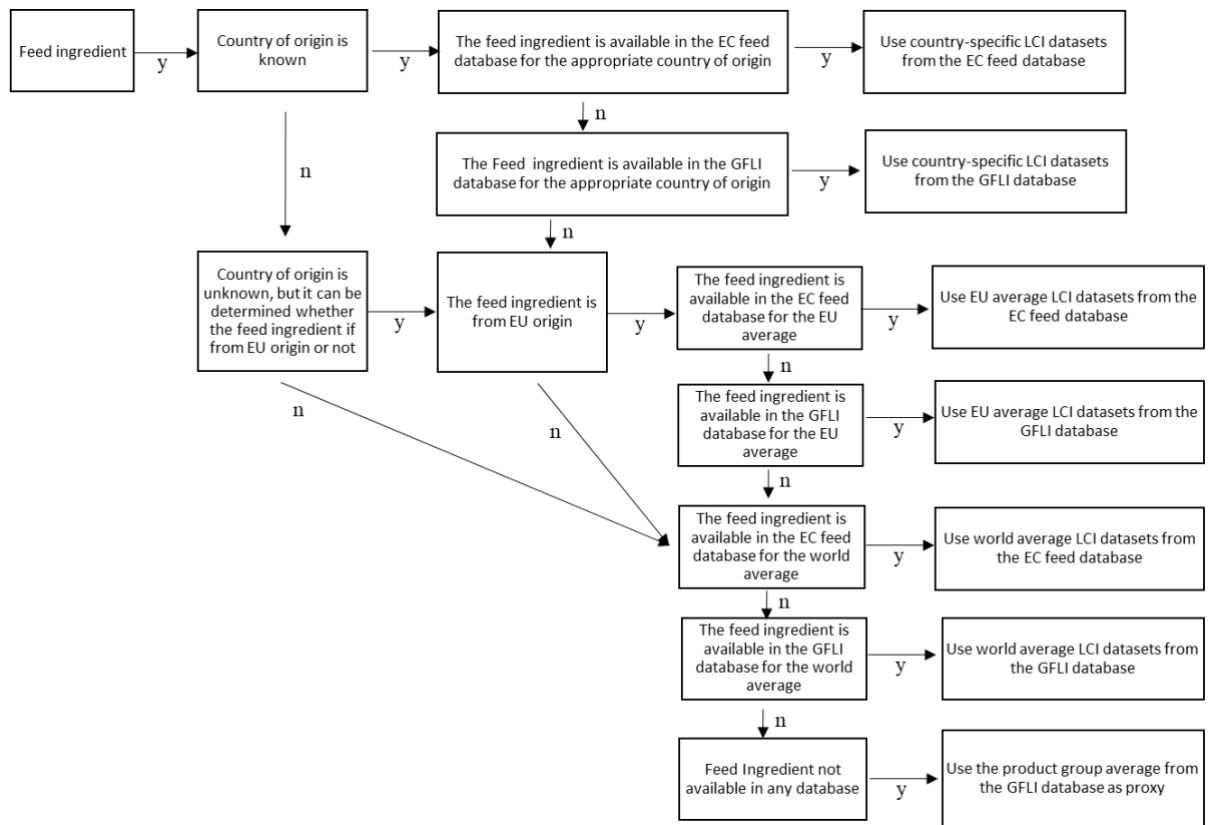 Feed ingredient
y
Country of origin is
known
y
The feed ingredient is available in the EC feed
database for the appropriate country of origin
y
Use country-specific LCI datasets
from the EC feed database
n
n
The Feed ingredient is available in the GFLI
database for the appropriate country of origin
y
Use country-specific LCI datasets
from the GFLI database
n
Country of origin is
unknown, but it can be
determined whether
the feed ingredient if
from EU origin or not
y
The feed ingredient is
from EU origin
y
The feed ingredient is
available in the EC feed
database for the EU
average
y
Use EU average LCI datasets from the
EC feed database
n
n
n
The feed ingredient is
available in the GFLI
database for the EU
average
y
Use EU average LCI datasets from the
GFLI database
n
The feed ingredient is
available in the EC feed
database for the world
average
y
Use world average LCI datasets from
the EC feed database
n
The feed ingredient is
available in the GFLI
database for the world
average
y
Use world average LCI datasets from
the GFLI database
n
Feed Ingredient not
available in any database
y
Use the product group average from
the GFLI database as proxy